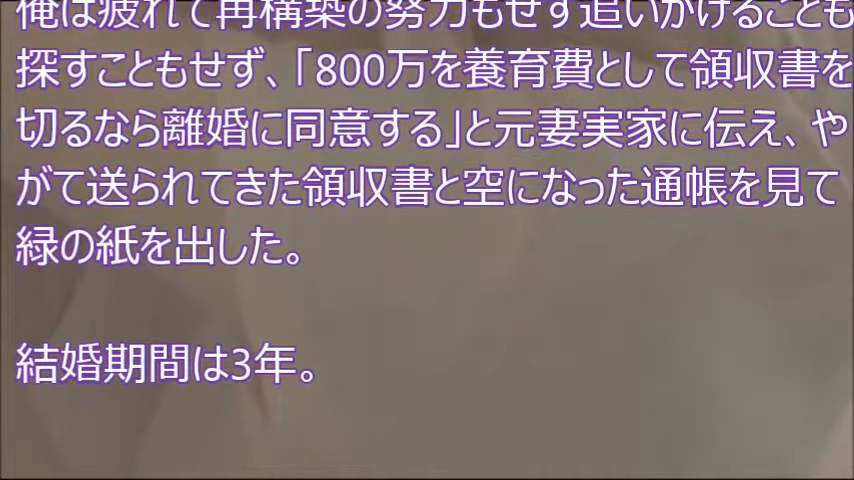 俺は疲れて再構築の努力もせず追いかけることも
探すこともせず、「800万を養育費として領収書を
切るなら離婚に同意する」と元妻実家に伝え、や
がて送られてきた領収書と空になった通帳を見て
緑の紙を出した。
結婚期間は3年。